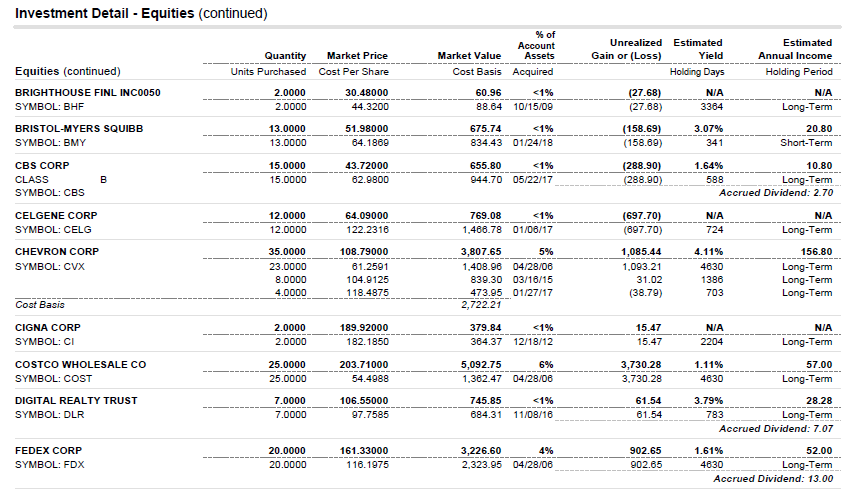 Investment Detail - Equities (continued)
% of
Account Unrealized Estimated Estimated
Quantity Market Price Market Value Assets Gain or (Loss) Yield Annual Income
Equities (continued) Units Purchased Cost Per Share Cost Basis Acquired Holding Days Holding Period
BRIGHTHOUSE FINL INC0050 2.0000 30.48000 60.96 <1% (27.68) N/A N/A
SYMBOL: BHF 2.0000 44.3200 88.64 10/15/09 (27.68) 3364 Long-Term
BRISTOL-MYERS SQUIBB 13.0000 51.98000 675.74 <1% (158.69) 3.07% 20.80
SYMBOL: BMY 13.0000 64.1869 834.43 01/24/18 (158.69) 341 Short-Term
CBS CORP 15.0000 43.72000 655.80 <1% (288.90) 1.64% 10.80
CLASS B 15.0000 62.9800 944.70 05/22/17 (288.90) 588 Long-Term
SYMBOL: CBS Accrued Dividend: 2.70
CELGENE CORP 12.0000 64.09000 769.08 <1% (697.70) N/A N/A
SYMBOL: CELG 12.0000 122.2316 1,466.78 01/06/17 (697.70) 724 Long-Term
CHEVRON CORP 35.0000 108.79000 3,807.65 5% 1,085.44 4.11% 156.80
SYMBOL: CVX 23.0000 61.2591 1,408.96 04/28/06 1,093.21 4630 Long-Term
8.0000 104.9125 839.30 03/16/15 31.02 1386 Long-Term
4.0000 118.4875 473.95 01/27/17 (38.79) 703 Long-Term
Cost Basis 2,722.21
CIGNA CORP 2.0000 189.92000 379.84 <1% 15.47 N/A N/A
SYMBOL: CI 2.0000 182.1850 364.37 12/18/12 15.47 2204 Long-Term
COSTCO WHOLESALE CO 25.0000 203.71000 5,092.75 6% 3,730.28 1.11% 57.00
SYMBOL: COST 25.0000 54.4988 1,362.47 04/28/06 3,730.28 4630 Long-Term
DIGITAL REALTY TRUST 7.0000 106.55000 745.85 <1% 61.54 3.79% 28.28
SYMBOL: DLR 7.0000 97.7585 684.31 11/08/16 61.54 783 Long-Term
Accrued Dividend: 7.07
FEDEX CORP 20.0000 161.33000 3,226.60 4% 902.65 1.61% 52.00
SYMBOL: FDX 20.0000 116.1975 2,323.95 04/28/06 902.65 4630 Long-Term
Accrued Dividend: 13.00